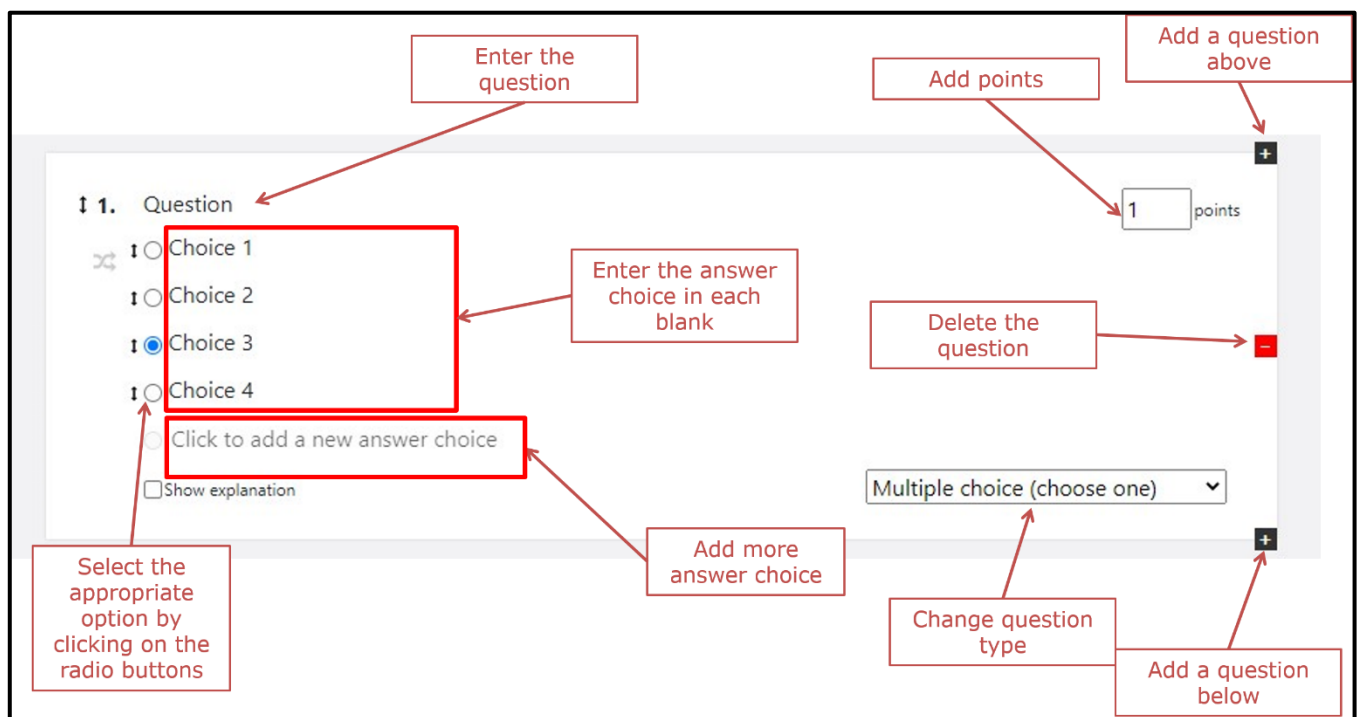 Add a question
above
Enter the
question
Add points
+
1. Question
1 points
Choice 1
Choice 2
Enter the answer
choice in each
blank
Choice 3
Delete the
question
−
Choice 4
Click to add a new answer choice
Show explanation
Multiple choice (choose one)
+
Add more
answer choice
Select the
appropriate
option by
clicking on the
radio buttons
Change question
type
Add a question
below